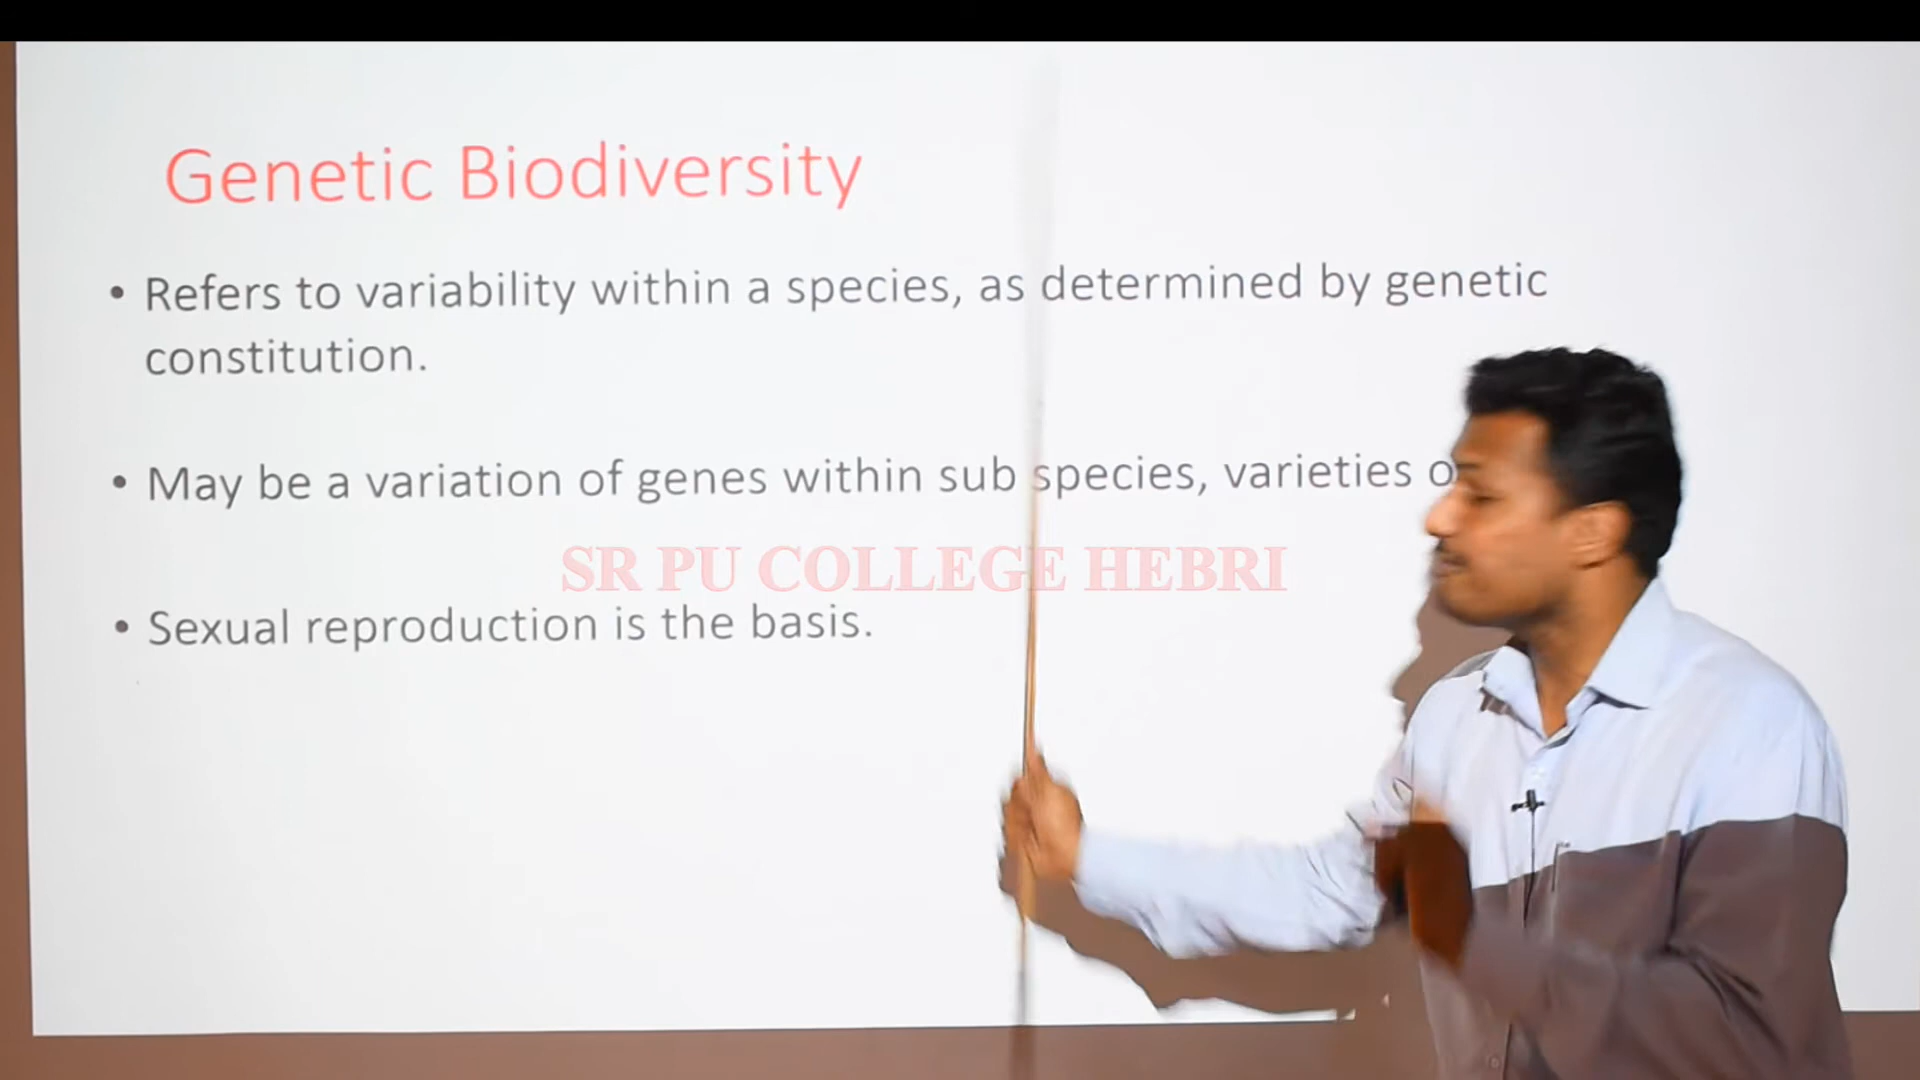 Genetic Biodiversity
• Refers to variability within a species, as determined by genetic
constitution.
• May be a variation of genes within sub species, varieties
SR PU COLLEGE HEBRI
• Sexual reproduction is the basis.